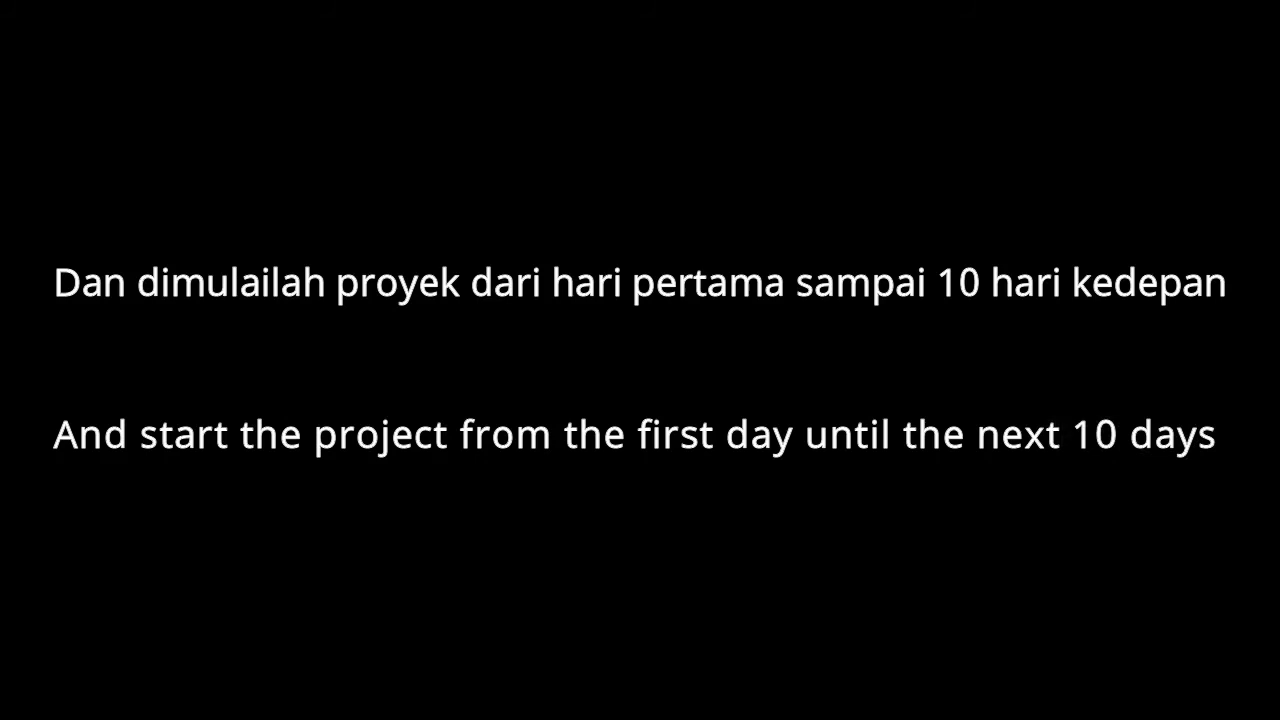 Dan dimulailah proyek dari hari pertama sampai 10 hari kedepan
And start the project from the first day until the next 10 days